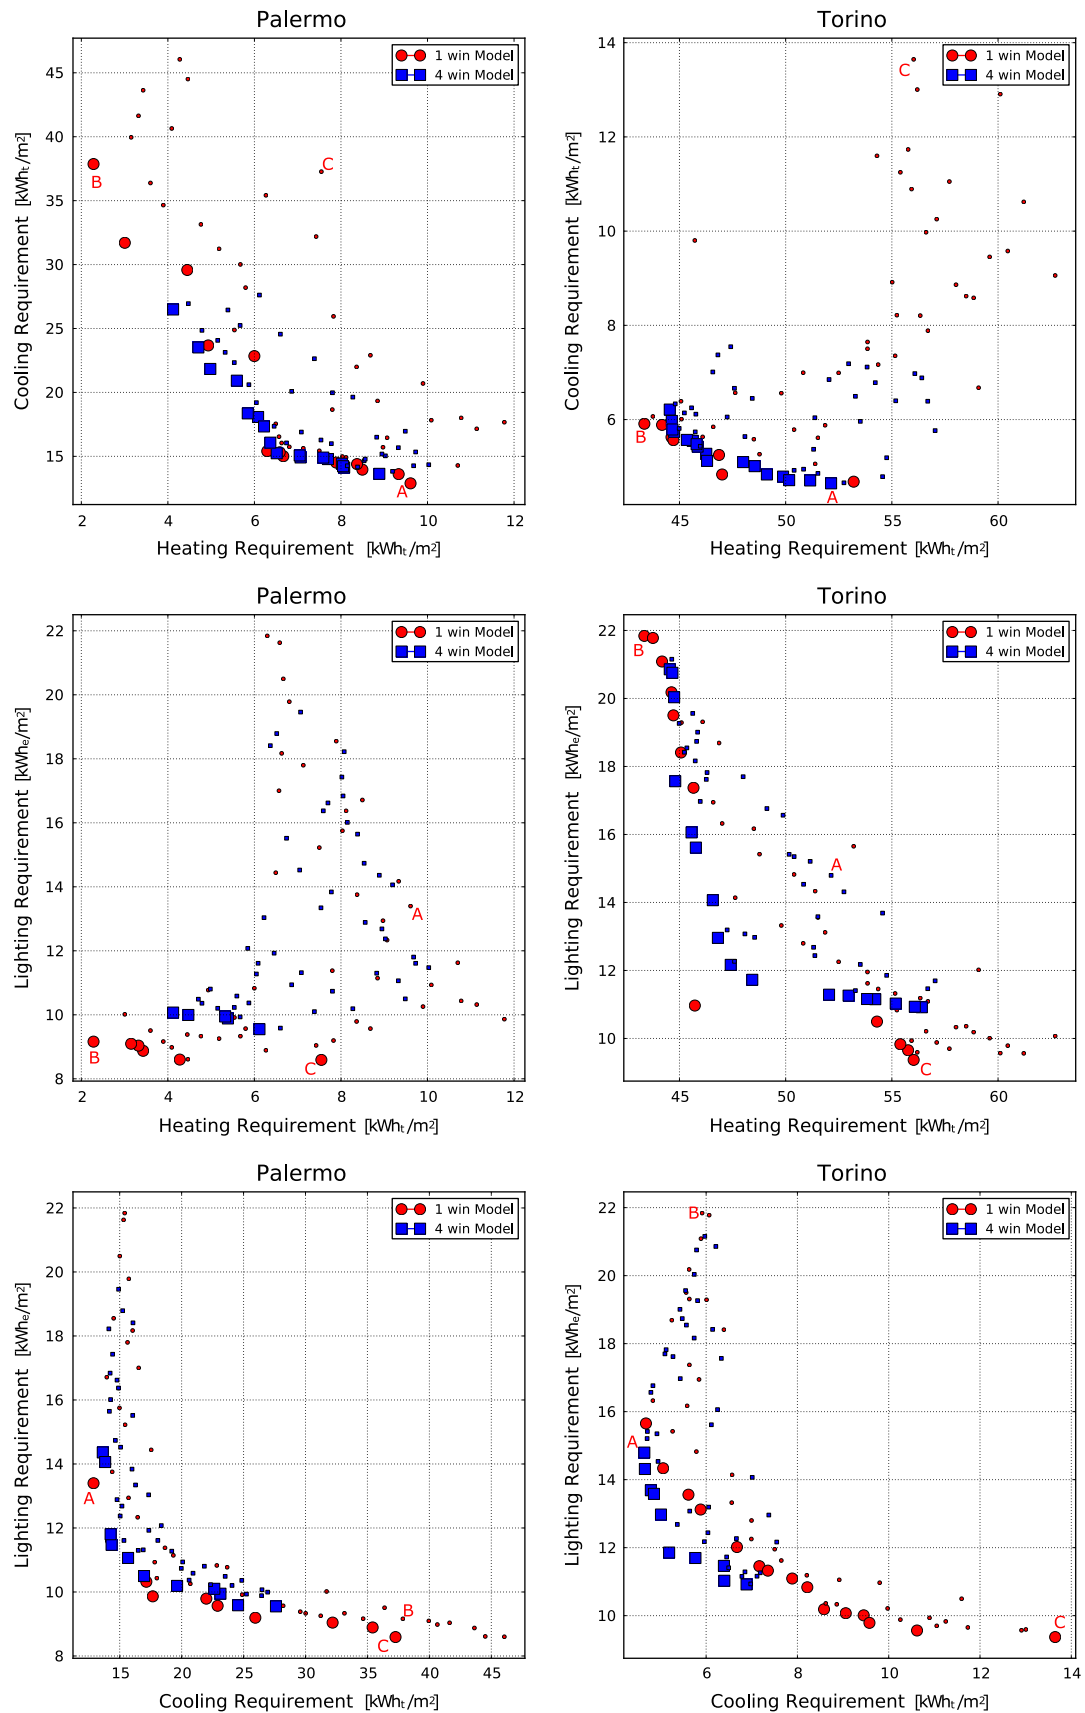 Palermo
1 win Model
4 win Model
45
40
35
30
25
20
15
2
4
6
8
10
12
Cooling Requirement [kWht/m²]
Heating Requirement [kWht/m²]
B
C
A
Torino
1 win Model
4 win Model
14
12
10
8
6
45
50
55
60
Cooling Requirement [kWht/m²]
Heating Requirement [kWht/m²]
C
B
A
Palermo
1 win Model
4 win Model
22
20
18
16
14
12
10
8
2
4
6
8
10
12
Lighting Requirement [kWhe/m²]
Heating Requirement [kWht/m²]
A
B
C
Torino
1 win Model
4 win Model
22
20
18
16
14
12
10
45
50
55
60
Lighting Requirement [kWhe/m²]
Heating Requirement [kWht/m²]
B
A
C
Palermo
1 win Model
4 win Model
22
20
18
16
14
12
10
8
15
20
25
30
35
40
45
Lighting Requirement [kWhe/m²]
Cooling Requirement [kWht/m²]
A
B
C
Torino
1 win Model
4 win Model
22
20
18
16
14
12
10
6
8
10
12
14
Lighting Requirement [kWhe/m²]
Cooling Requirement [kWht/m²]
B
A
C